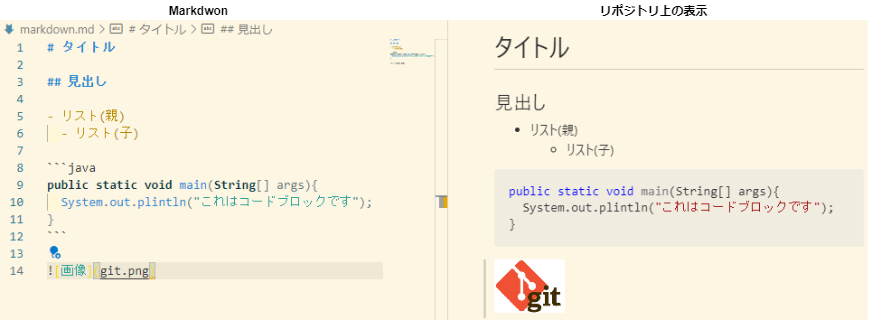 Markdwon
リポジトリ上の表示
markdown.md > # タイトル > ## 見出し
1 # タイトル
2
3 ## 見出し
4
5 - リスト(親)
6 - リスト(子)
7
8 ```java
9 public static void main(String[] args){
10 System.out.plintln("これはコードブロックです");
11 }
12 ```
13
14 ![画像](git.png)
タイトル
見出し
• リスト(親)
○ リスト(子)
public static void main(String[] args){
System.out.plintln("これはコードブロックです");
}
git